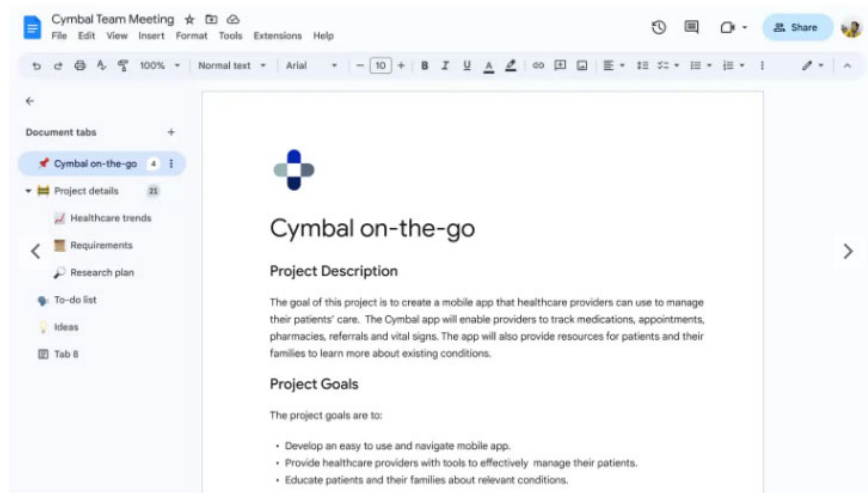 Cymbal Team Meeting
File Edit View Insert Format Tools Extensions Help
Share
100% Normal text Arial 10 B I U A
Document tabs
Cymbal on-the-go 4
Project details 21
Healthcare trends
Requirements
Research plan
To-do list
Ideas
Tab 8
Cymbal on-the-go
Project Description
The goal of this project is to create a mobile app that healthcare providers can use to manage
their patients' care. The Cymbal app will enable providers to track medications, appointments,
pharmacies, referrals and vital signs. The app will also provide resources for patients and their
families to learn more about existing conditions.
Project Goals
The project goals are to:
• Develop an easy to use and navigate mobile app.
• Provide healthcare providers with tools to effectively manage their patients.
• Educate patients and their families about relevant conditions.